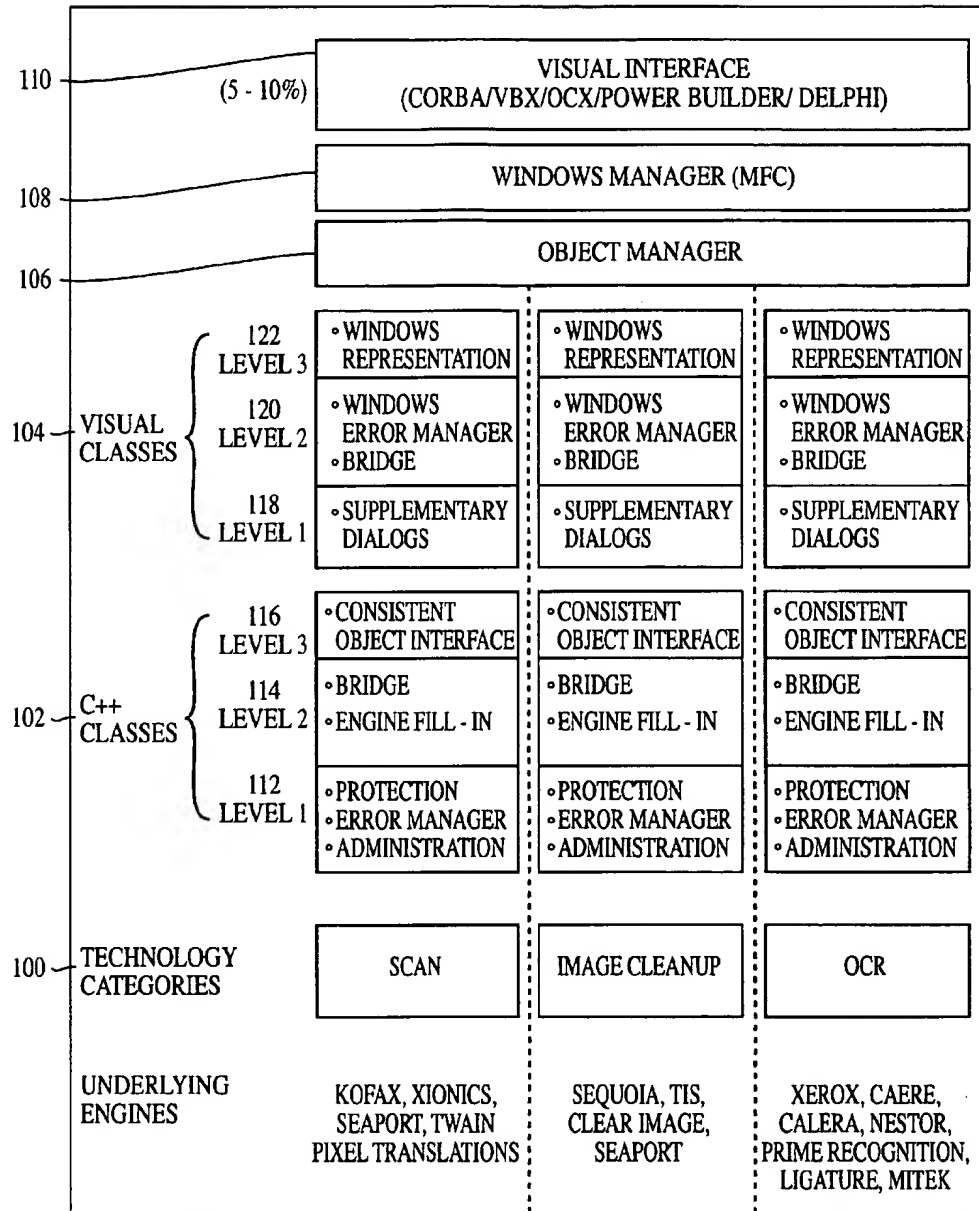 110
(5 - 10%)
VISUAL INTERFACE
(CORBA/VBX/OCX/POWER BUILDER/ DELPHI)
108
WINDOWS MANAGER (MFC)
106
OBJECT MANAGER
104
VISUAL
CLASSES
122
LEVEL 3
◦ WINDOWS
REPRESENTATION
◦ WINDOWS
REPRESENTATION
◦ WINDOWS
REPRESENTATION
120
LEVEL 2
◦ WINDOWS
ERROR MANAGER
◦ BRIDGE
◦ WINDOWS
ERROR MANAGER
◦ BRIDGE
◦ WINDOWS
ERROR MANAGER
◦ BRIDGE
118
LEVEL 1
◦ SUPPLEMENTARY
DIALOGS
◦ SUPPLEMENTARY
DIALOGS
◦ SUPPLEMENTARY
DIALOGS
102
C++
CLASSES
116
LEVEL 3
◦ CONSISTENT
OBJECT INTERFACE
◦ CONSISTENT
OBJECT INTERFACE
◦ CONSISTENT
OBJECT INTERFACE
114
LEVEL 2
◦ BRIDGE
◦ ENGINE FILL - IN
◦ BRIDGE
◦ ENGINE FILL - IN
◦ BRIDGE
◦ ENGINE FILL - IN
112
LEVEL 1
◦ PROTECTION
◦ ERROR MANAGER
◦ ADMINISTRATION
◦ PROTECTION
◦ ERROR MANAGER
◦ ADMINISTRATION
◦ PROTECTION
◦ ERROR MANAGER
◦ ADMINISTRATION
100
TECHNOLOGY
CATEGORIES
SCAN
IMAGE CLEANUP
OCR
UNDERLYING
ENGINES
KOFAX, XIONICS,
SEAPORT, TWAIN
PIXEL TRANSLATIONS
SEQUOIA, TIS,
CLEAR IMAGE,
SEAPORT
XEROX, CAERE,
CALERA, NESTOR,
PRIME RECOGNITION,
LIGATURE, MITEK